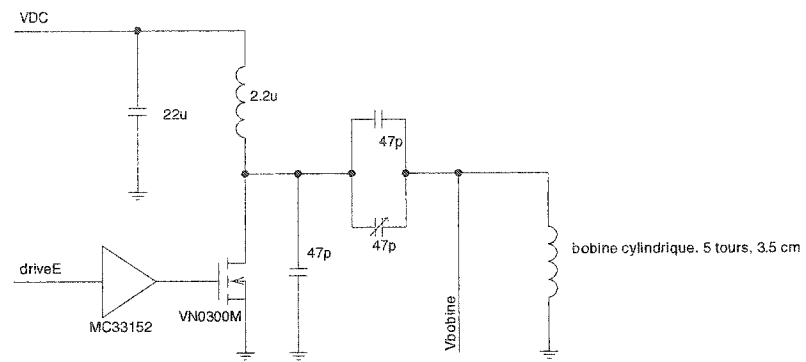 VDC
2.2u
22u
47p
47p
47p
bobine cylindrique. 5 tours, 3.5 cm
driveE
MC33152
VN0300M
Vbobine